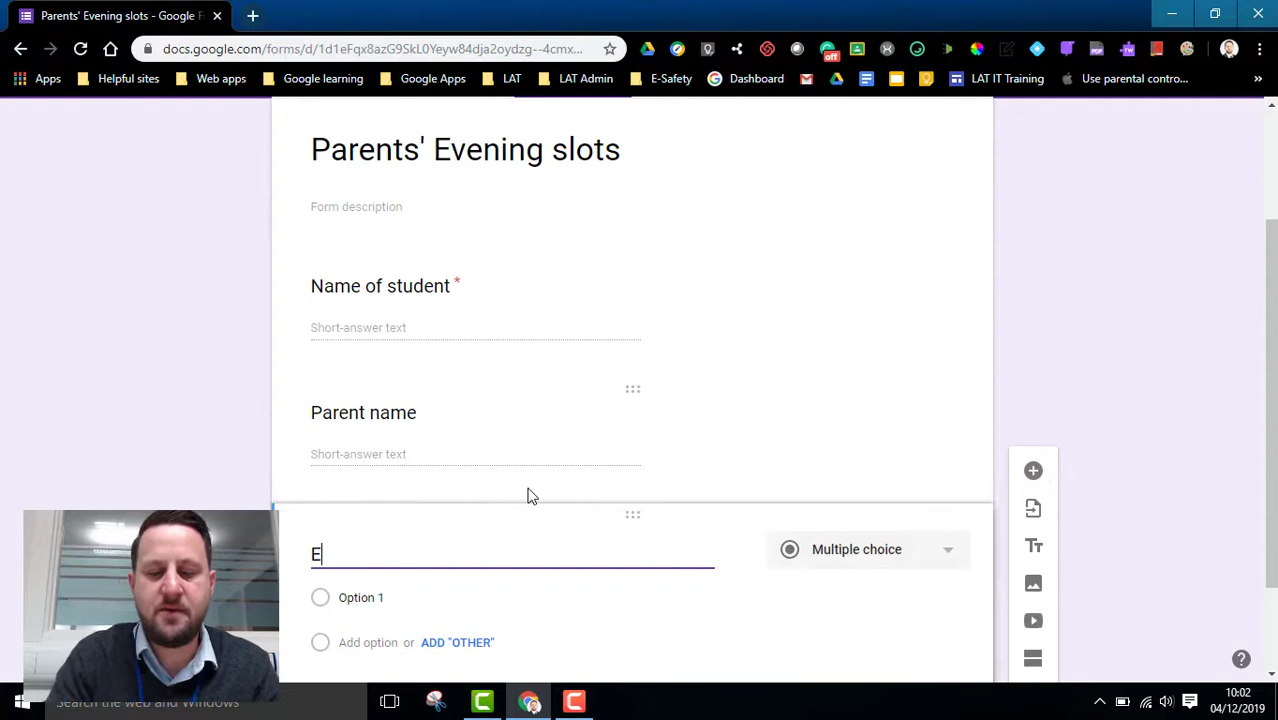 Parents' Evening slots - Google F
docs.google.com/forms/d/1d1eFqx8azG9SkL0Yeyw84dja2oydzg--4cmx...
off
Apps
Helpful sites
Web apps
Google learning
Google Apps
LAT
LAT Admin
E-Safety
Dashboard
LAT IT Training
Use parental contro...
»
Parents' Evening slots
Form description
Name of student *
Short-answer text
Parent name
Short-answer text
E
Multiple choice
Option 1
Add option or ADD "OTHER"
Search the web and Windows
10:02
04/12/2019